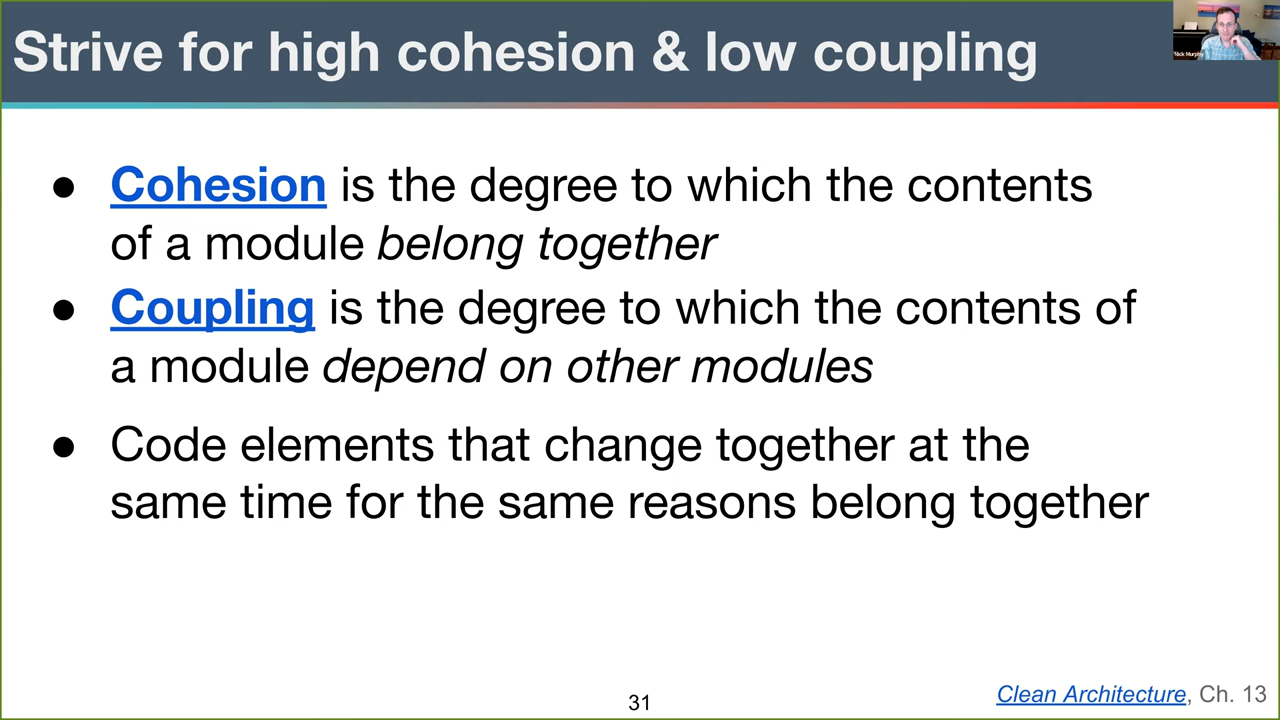 Strive for high cohesion & low coupling
Nick Murphy
● Cohesion is the degree to which the contents
of a module belong together
● Coupling is the degree to which the contents of
a module depend on other modules
● Code elements that change together at the
same time for the same reasons belong together
31
Clean Architecture, Ch. 13